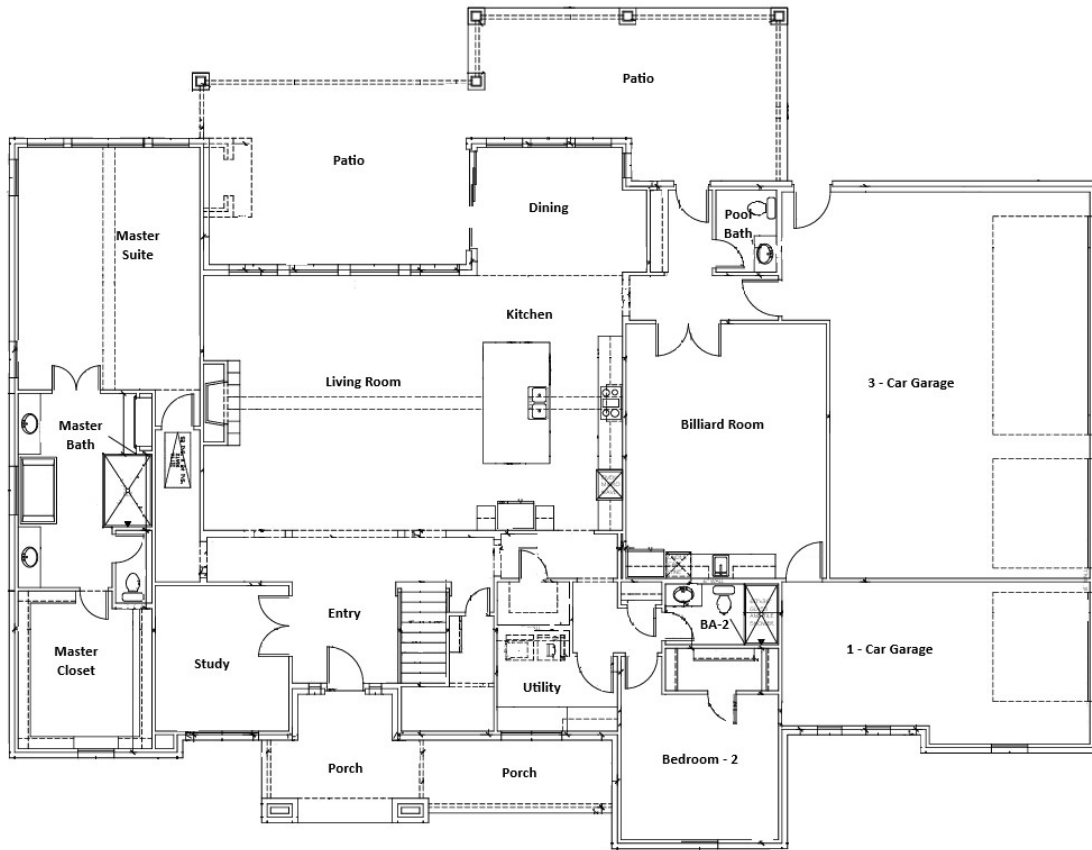 Patio
Patio
Dining
Pool
Bath
Master
Suite
Kitchen
Living Room
3 - Car Garage
Billiard Room
Master
Bath
Entry
BA-2
Master
Closet
Study
1 - Car Garage
Utility
Bedroom - 2
Porch
Porch